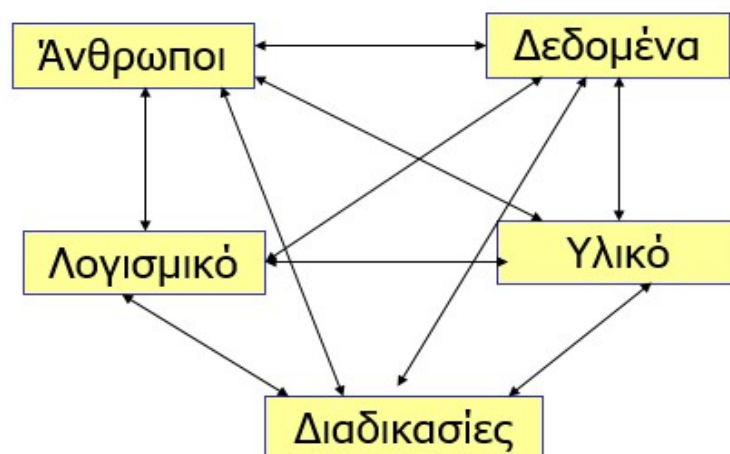 Άνθρωποι
Δεδομένα
Λογισμικό
Υλικό
Διαδικασίες